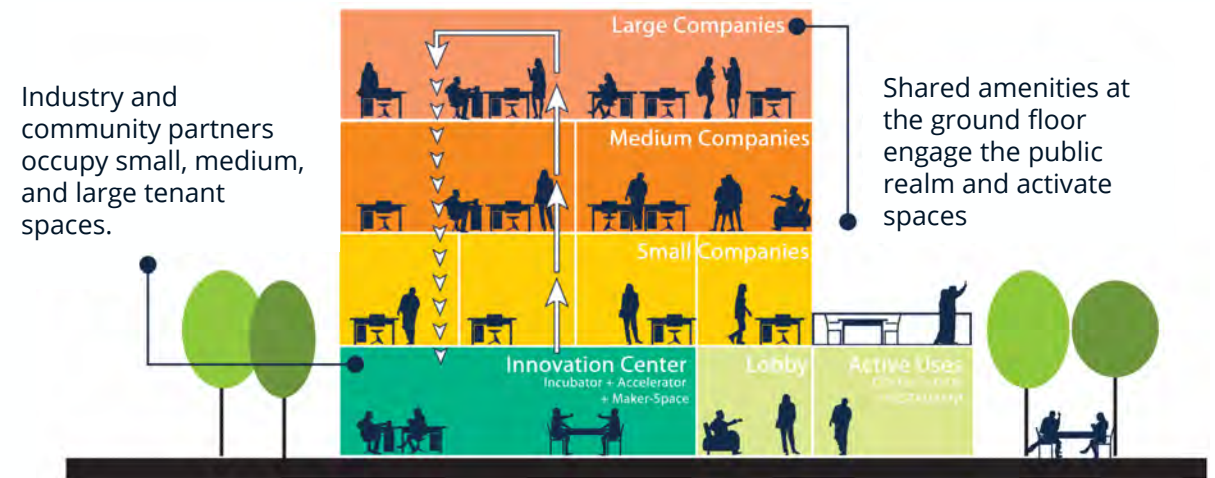 Large Companies
Industry and
community partners
occupy small, medium,
and large tenant
spaces.
Shared amenities at
the ground floor
engage the public
realm and activate
spaces
Medium Companies
Small Companies
Innovation Center
Incubator + Accelerator
+ Maker-Space
Lobby
Active Uses